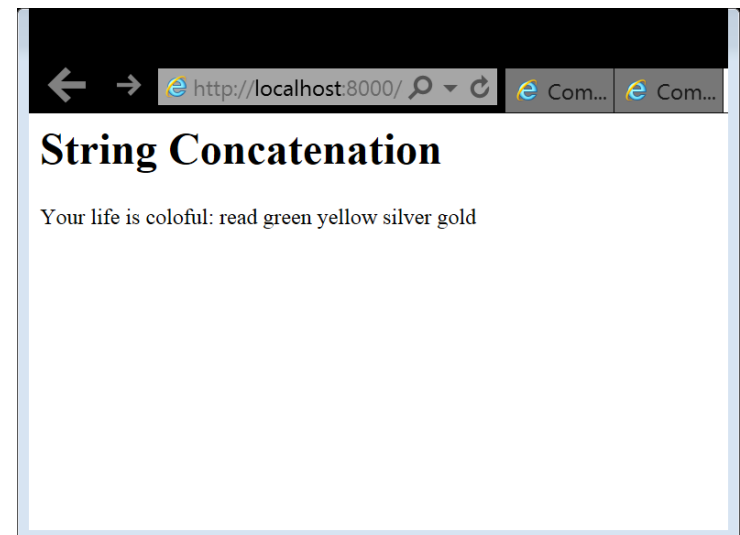 http://localhost:8000/ Com... Com...
String Concatenation
Your life is coloful: read green yellow silver gold